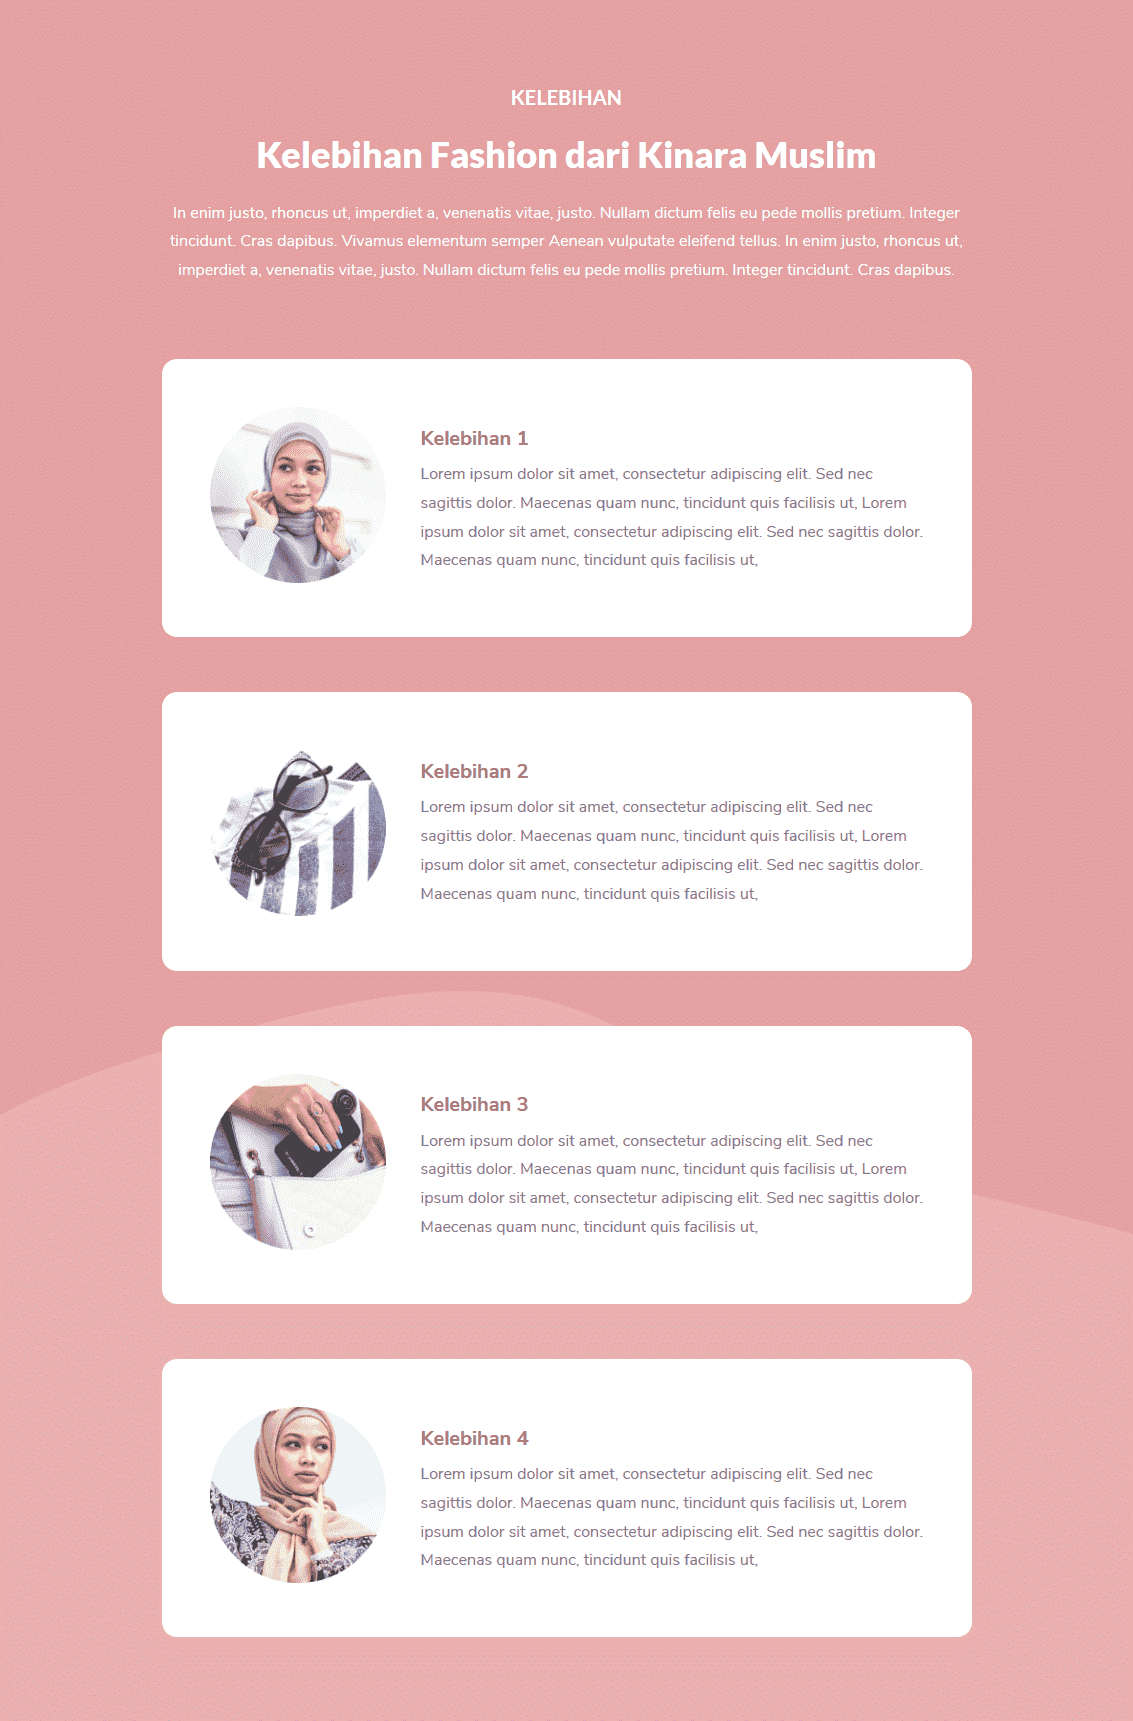 KELEBIHAN
Kelebihan Fashion dari Kinara Muslim
In enim justo, rhoncus ut, imperdiet a, venenatis vitae, justo. Nullam dictum felis eu pede mollis pretium. Integer
tincidunt. Cras dapibus. Vivamus elementum semper Aenean vulputate eleifend tellus. In enim justo, rhoncus ut,
imperdiet a, venenatis vitae, justo. Nullam dictum felis eu pede mollis pretium. Integer tincidunt. Cras dapibus.
Kelebihan 1
Lorem ipsum dolor sit amet, consectetur adipiscing elit. Sed nec
sagittis dolor. Maecenas quam nunc, tincidunt quis facilisis ut, Lorem
ipsum dolor sit amet, consectetur adipiscing elit. Sed nec sagittis dolor.
Maecenas quam nunc, tincidunt quis facilisis ut,
Kelebihan 2
Lorem ipsum dolor sit amet, consectetur adipiscing elit. Sed nec
sagittis dolor. Maecenas quam nunc, tincidunt quis facilisis ut, Lorem
ipsum dolor sit amet, consectetur adipiscing elit. Sed nec sagittis dolor.
Maecenas quam nunc, tincidunt quis facilisis ut,
Kelebihan 3
Lorem ipsum dolor sit amet, consectetur adipiscing elit. Sed nec
sagittis dolor. Maecenas quam nunc, tincidunt quis facilisis ut, Lorem
ipsum dolor sit amet, consectetur adipiscing elit. Sed nec sagittis dolor.
Maecenas quam nunc, tincidunt quis facilisis ut,
Kelebihan 4
Lorem ipsum dolor sit amet, consectetur adipiscing elit. Sed nec
sagittis dolor. Maecenas quam nunc, tincidunt quis facilisis ut, Lorem
ipsum dolor sit amet, consectetur adipiscing elit. Sed nec sagittis dolor.
Maecenas quam nunc, tincidunt quis facilisis ut,